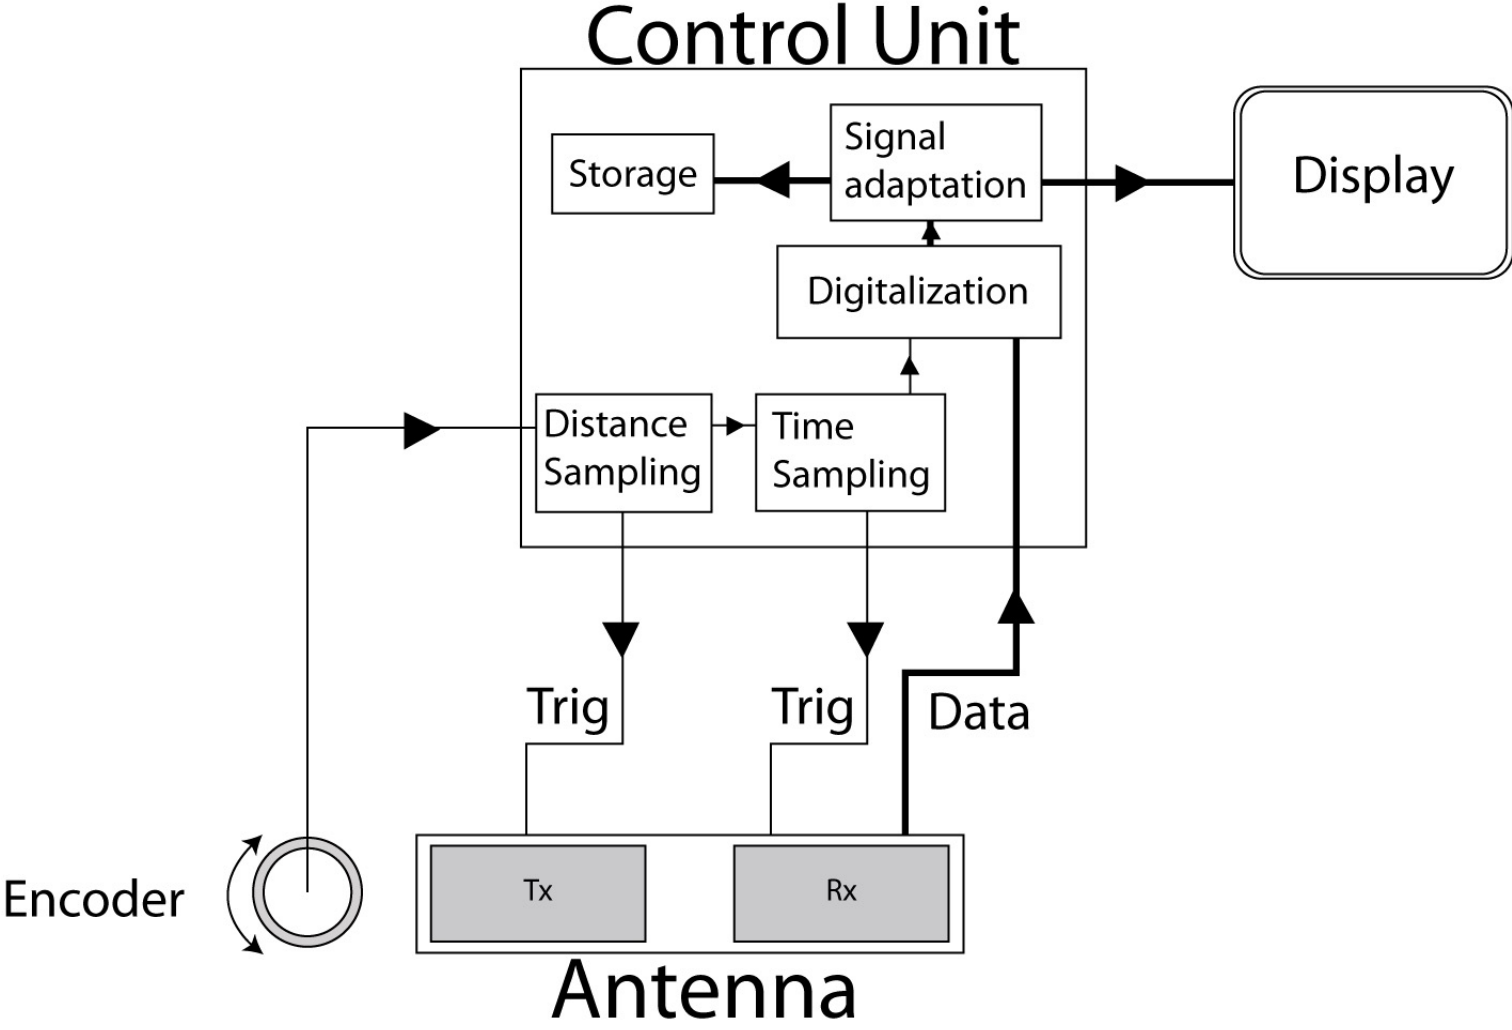 Control Unit
Signal
adaptation
Storage
Display
Digitalization
Distance
Sampling
Time
Sampling
Trig
Trig
Data
Encoder
Tx
Rx
Antenna